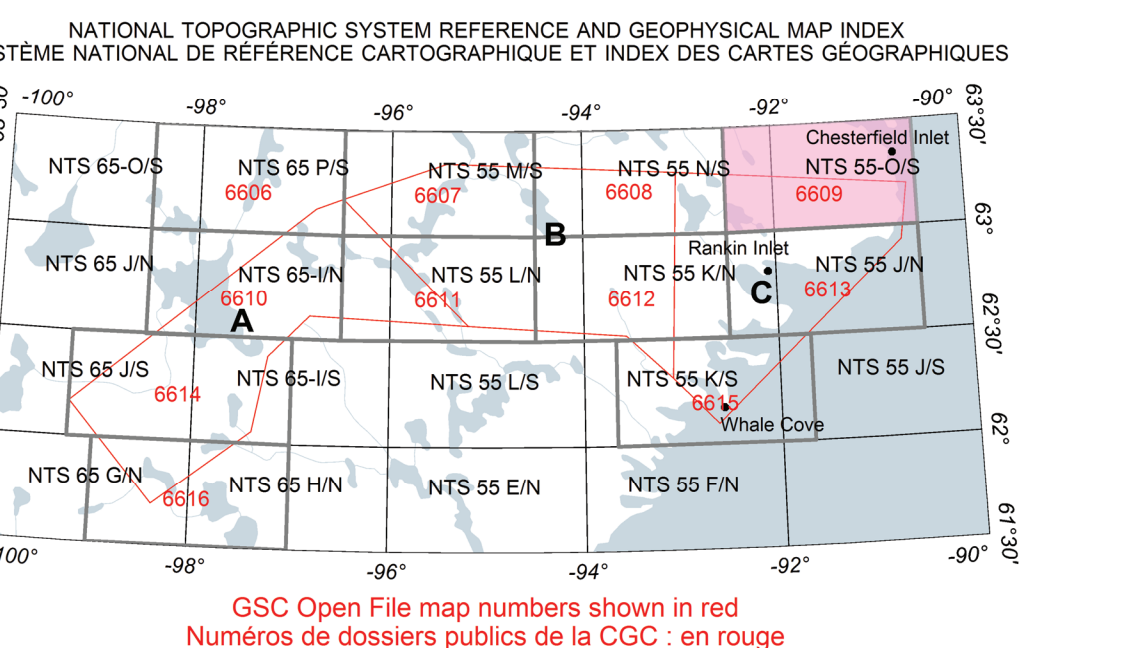 NATIONAL TOPOGRAPHIC SYSTEM REFERENCE AND GEOPHYSICAL MAP INDEX
STÈME NATIONAL DE RÉFÉRENCE CARTOGRAPHIQUE ET INDEX DES CARTES GÉOGRAPHIQUES
-100° -98° -96° -94° -92° -90°
63°30'
Chesterfield Inlet
NTS 65-O/S NTS 65 P/S NTS 55 M/S NTS 55 N/S NTS 55-O/S
6606 6607 6608 6609
63°
B
Rankin Inlet
NTS 65 J/N NTS 65-I/N NTS 55 L/N NTS 55 K/N NTS 55 J/N
6610 6611 6612 C 6613
A
62°30'
NTS 65 J/S NTS 65-I/S NTS 55 L/S NTS 55 K/S NTS 55 J/S
6614 6615
Whale Cove
62°
NTS 65 G/N NTS 65 H/N NTS 55 E/N NTS 55 F/N
6616
61°30'
100° -98° -96° -94° -92° -90°
GSC Open File map numbers shown in red
Numéros de dossiers publics de la CGC : en rouge